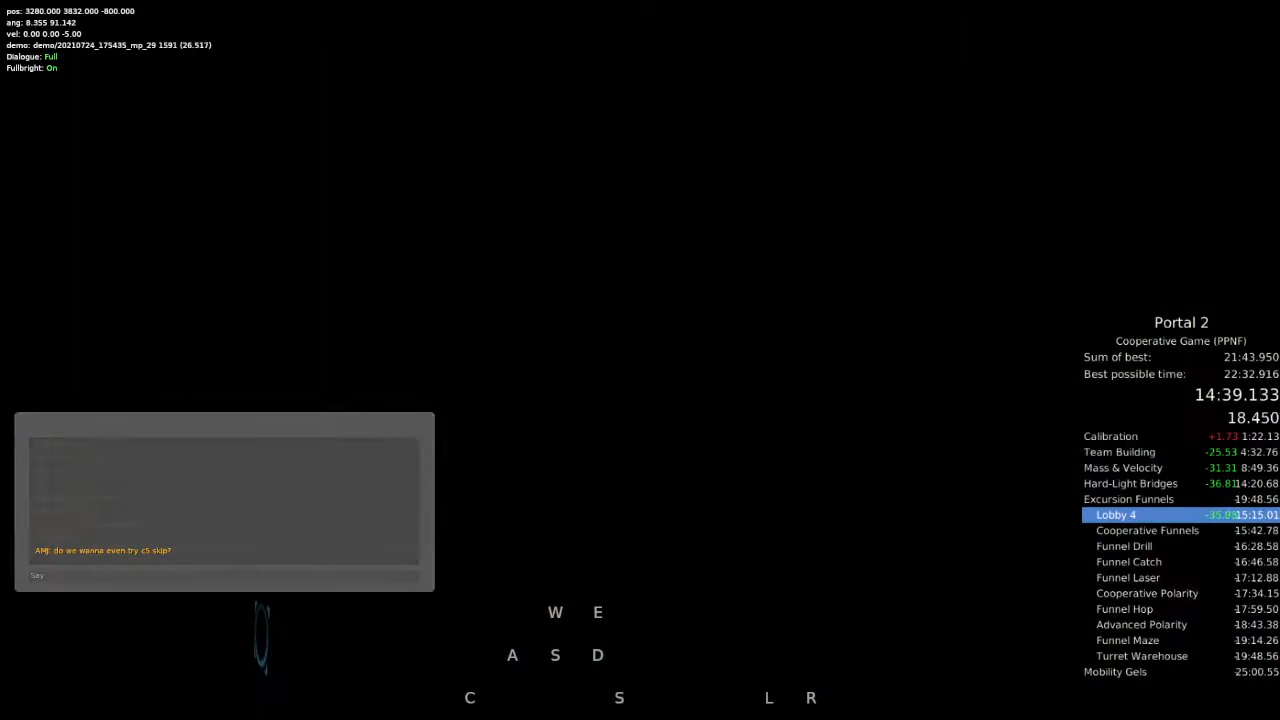 pos: 3280.000 3832.000 -800.000
ang: 8.355 91.142
vel: 0.00 0.00 -5.00
demo: demo/20210724_175435_mp_29 1591 (26.517)
Dialogue: Full
Fullbright: On
Portal 2
Cooperative Game (PPNF)
Sum of best: 21:43.950
Best possible time: 22:32.916
14:39.133
18.450
Calibration +1.73 1:22.13
Team Building -25.53 4:32.76
Mass & Velocity -31.31 8:49.36
Hard-Light Bridges -36.81 14:20.68
Excursion Funnels -19:48.56
Lobby 4 15:15.01
Cooperative Funnels -15:42.78
Funnel Drill -16:28.58
Funnel Catch -16:46.58
Funnel Laser -17:12.88
Cooperative Polarity -17:34.15
Funnel Hop -17:59.50
Advanced Polarity -18:43.38
Funnel Maze -19:14.26
Turret Warehouse -19:48.56
Mobility Gels -25:00.55
AMJ: do we wanna even try c5 skip?
Say
W E
A S D
C S L R